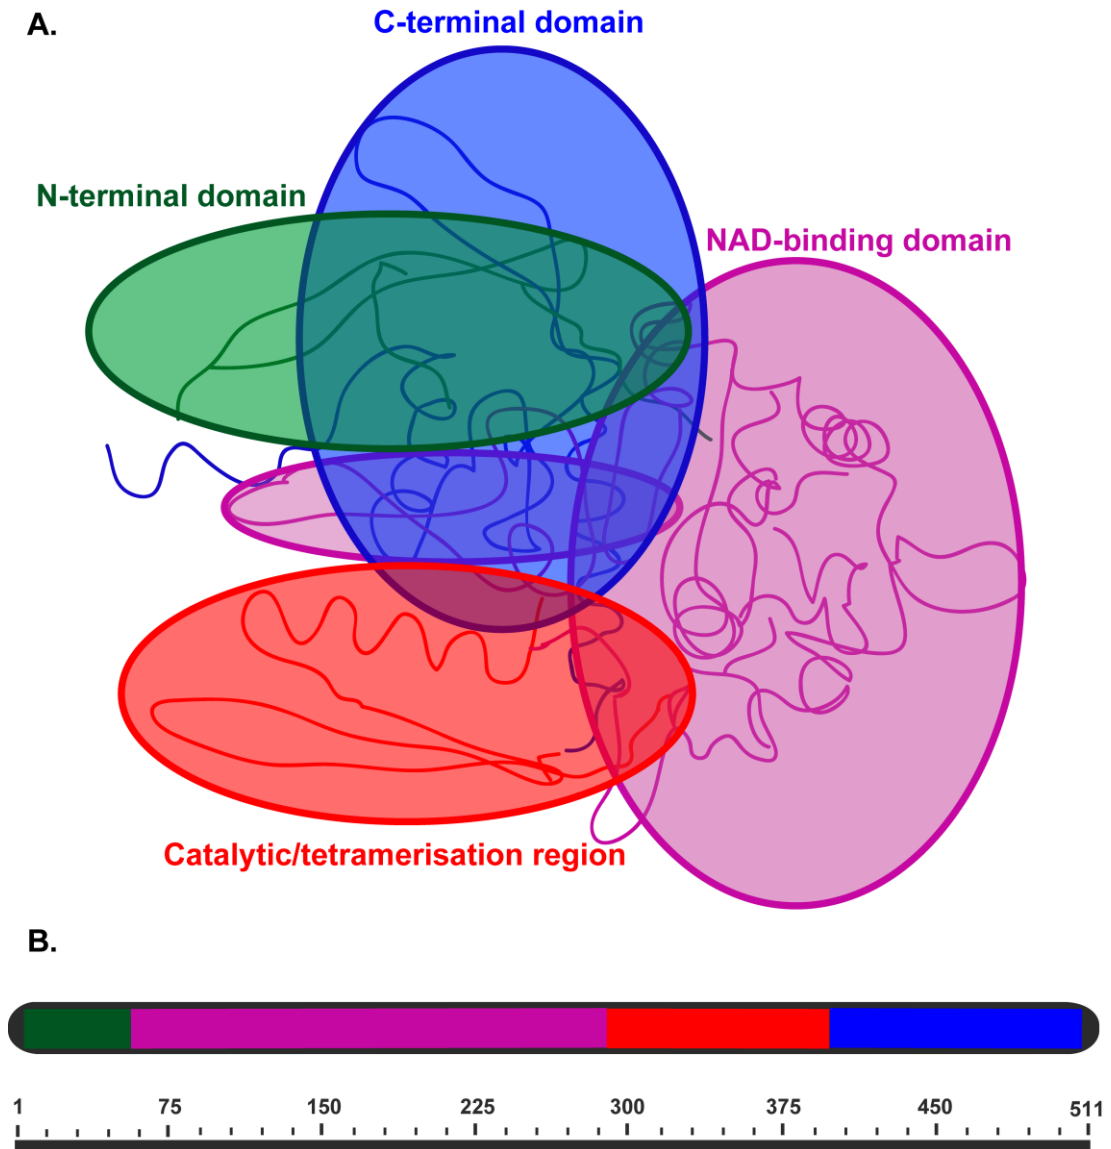 A.
C-terminal domain
N-terminal domain
NAD-binding domain
Catalytic/tetramerisation region
B.
1 75 150 225 300 375 450 511